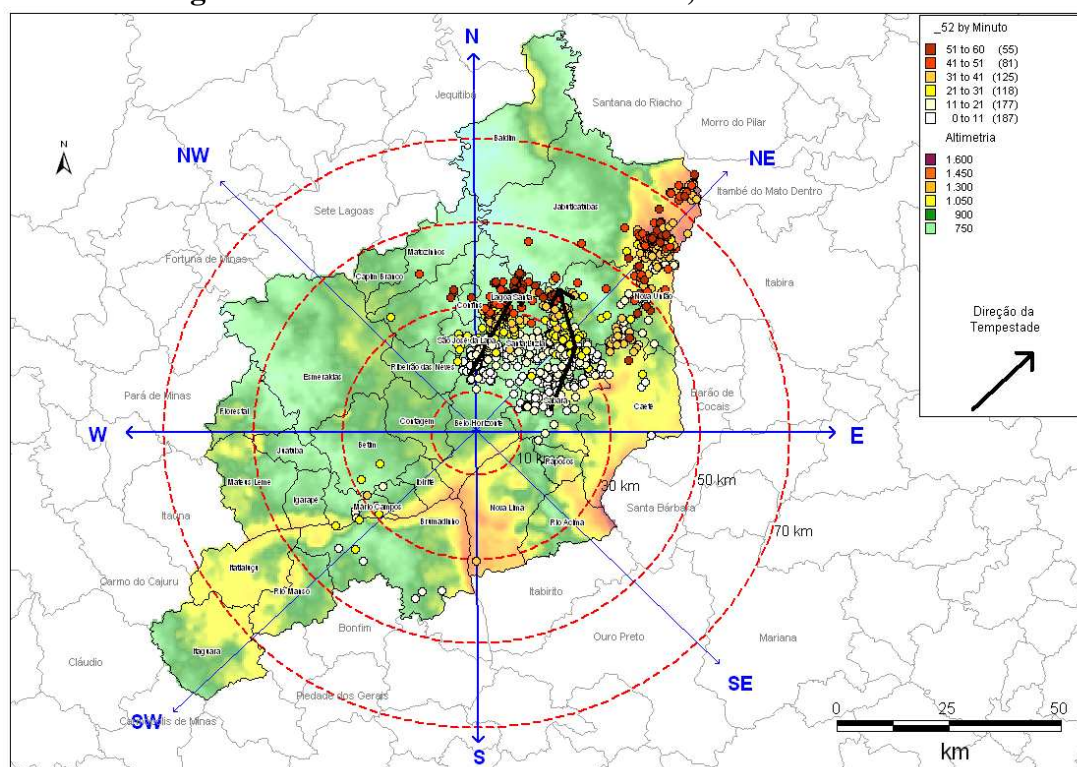 N
_52 by Minuto
51 to 60 (55)
41 to 51 (81)
31 to 41 (125)
21 to 31 (118)
11 to 21 (177)
0 to 11 (187)
Altimetria
1.600
1.450
1.300
1.050
900
750
Jequitibá
Santana do Riacho
Morro do Pilar
Baldim
N
NW
NE
Itambé do Mato Dentro
Sete Lagoas
Jaboticatubas
Matozinhos
Fortuna de Minas
Capim Branco
Itabira
Lagoa Santa
Nova União
Confins
Direção da
Tempestade
São José da Lapa
Santa Luzia
Ribeirão das Neves
Esmeraldas
Pará de Minas
Barão de
Cocais
Sabará
Caeté
Florestal
Contagem
Belo Horizonte
W
E
Betim
Juatuba
10 km
Raposos
Mateus Leme
Ibirité
30 km
50 km
Igarapé
Mário Campos
Nova Lima
Santa Bárbara
Itaúna
Brumadinho
Rio Acima
70 km
Itatiaiuçu
Carmo do Cajuru
Rio Manso
Itabirito
Bonfim
Ouro Preto
Mariana
Itaguara
Cláudio
SE
Piedade dos Gerais
SW
de Minas
0 25 50
S
km